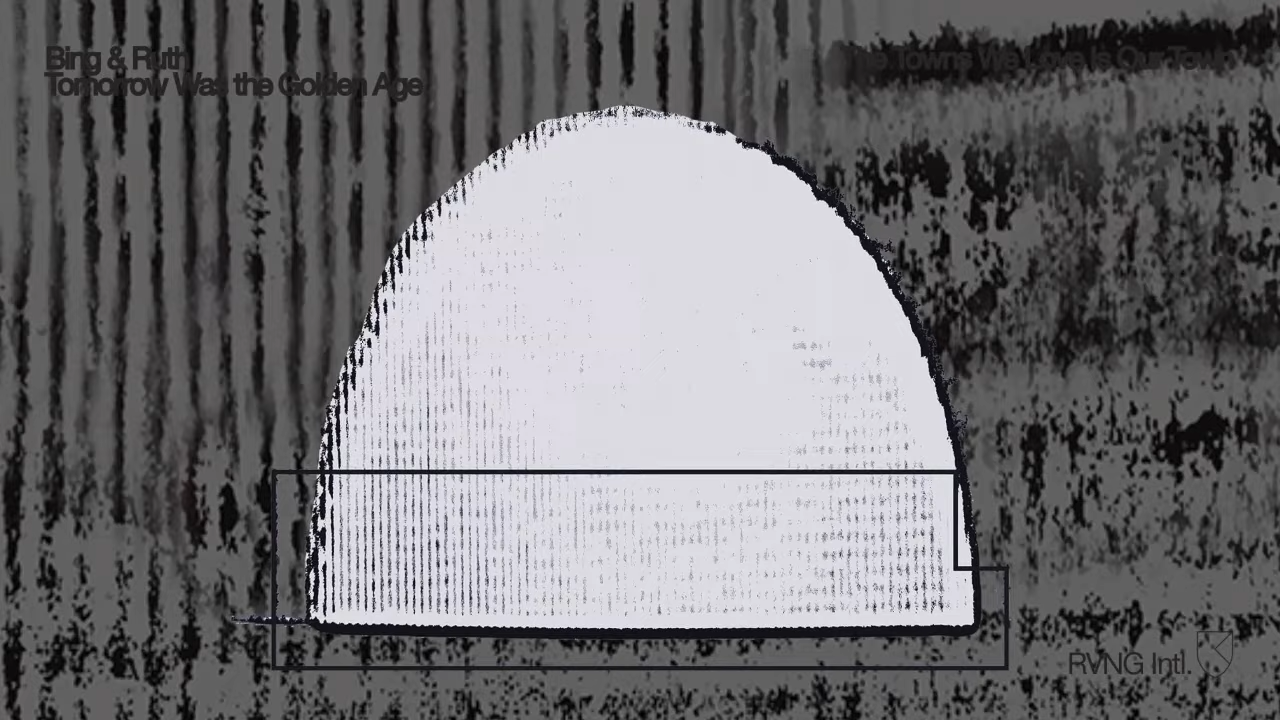 Bing & Ruth
Tomorrow Was the Golden Age
The Towns We Love Is Our Town
RVNG Intl.